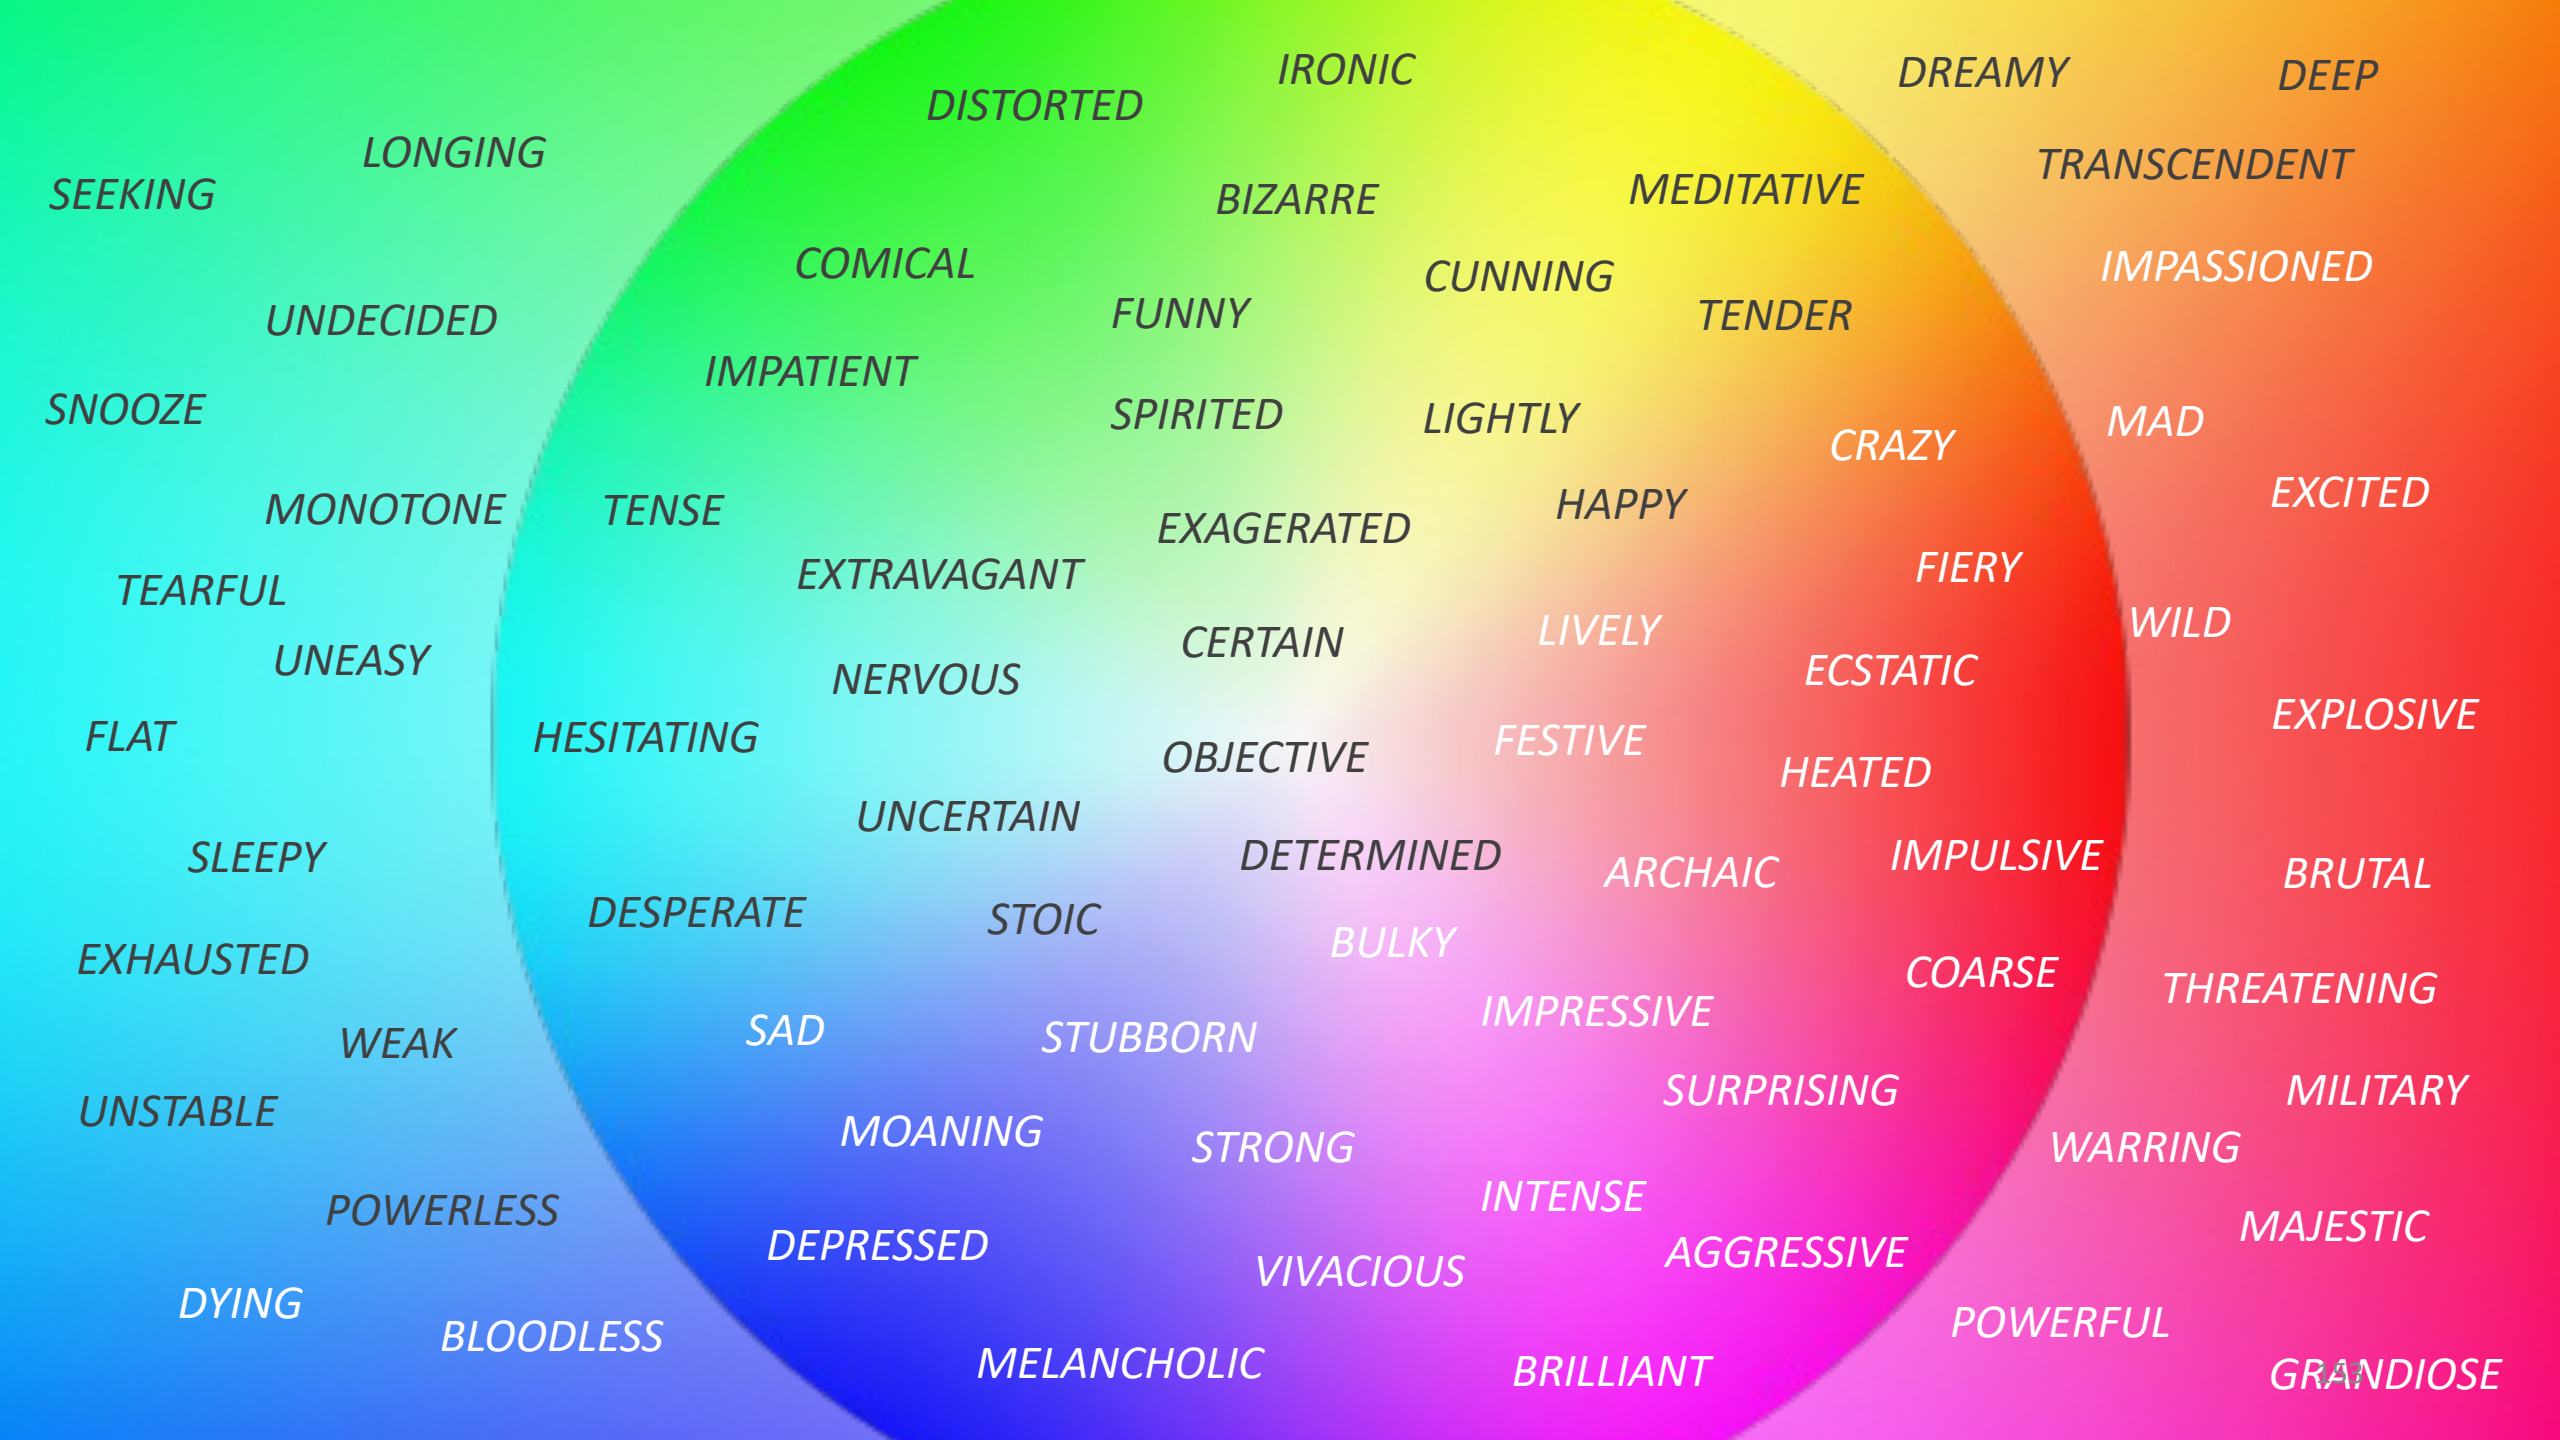 IRONIC
DREAMY
DEEP
DISTORTED
LONGING
TRANSCENDENT
SEEKING
BIZARRE
MEDITATIVE
COMICAL
CUNNING
IMPASSIONED
UNDECIDED
FUNNY
TENDER
IMPATIENT
SNOOZE
SPIRITED
LIGHTLY
CRAZY
MAD
MONOTONE
TENSE
HAPPY
EXCITED
EXAGERATED
TEARFUL
EXTRAVAGANT
FIERY
CERTAIN
LIVELY
WILD
UNEASY
NERVOUS
ECSTATIC
FLAT
HESITATING
OBJECTIVE
FESTIVE
EXPLOSIVE
HEATED
UNCERTAIN
SLEEPY
DETERMINED
ARCHAIC
IMPULSIVE
BRUTAL
DESPERATE
STOIC
BULKY
EXHAUSTED
COARSE
THREATENING
WEAK
SAD
STUBBORN
IMPRESSIVE
UNSTABLE
SURPRISING
MILITARY
MOANING
STRONG
WARRING
POWERLESS
INTENSE
MAJESTIC
DEPRESSED
VIVACIOUS
AGGRESSIVE
DYING
BLOODLESS
POWERFUL
MELANCHOLIC
BRILLIANT
GRANDIOSE
153